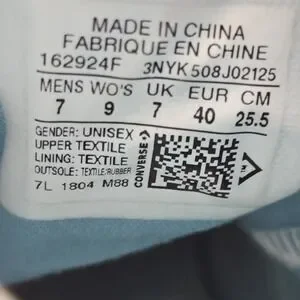 MADE IN CHINA
FABRIQUE EN CHINE
162924F 3NYK508J02125
MENS WO'S UK EUR CM
7 9 7 40 25.5
GENDER: UNISEX
UPPER TEXTILE
LINING: TEXTILE
OUTSOLE: TEXTILE/RUBBER
7L 1804 M88
CONVERSE